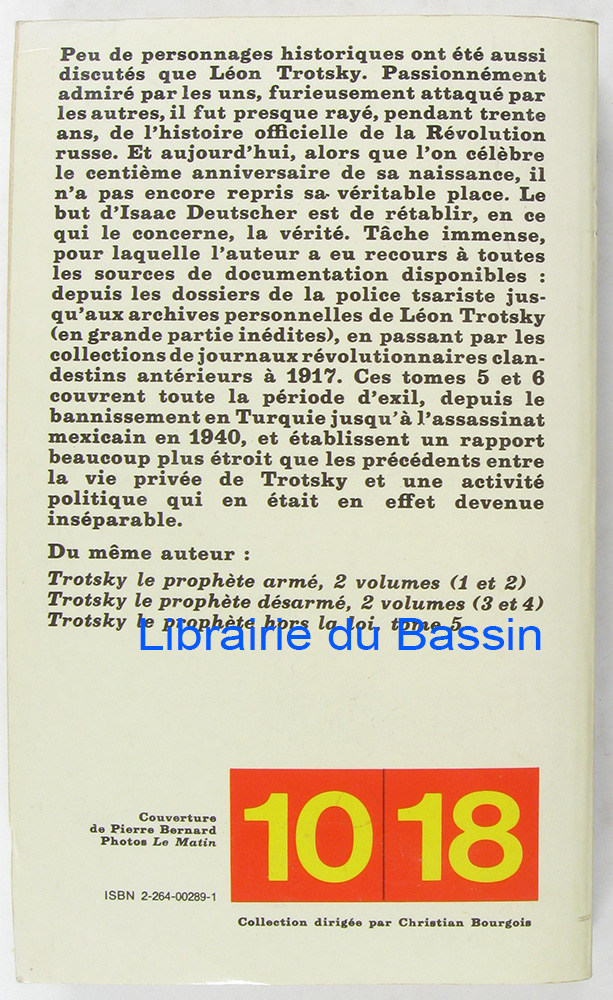 Peu de personnages historiques ont été aussi
discutés que Léon Trotsky. Passionnément
admiré par les uns, furieusement attaqué par
les autres, il fut presque rayé, pendant trente
ans, de l'histoire officielle de la Révolution
russe. Et aujourd'hui, alors que l'on célèbre
le centième anniversaire de sa naissance, il
n'a pas encore repris sa véritable place. Le
but d'Isaac Deutscher est de rétablir, en ce
qui le concerne, la vérité. Tâche immense,
pour laquelle l'auteur a eu recours à toutes
les sources de documentation disponibles :
depuis les dossiers de la police tsariste jus-
qu'aux archives personnelles de Léon Trotsky
(en grande partie inédites), en passant par les
collections de journaux révolutionnaires clan-
destins antérieurs à 1917. Ces tomes 5 et 6
couvrent toute la période d'exil, depuis le
bannissement en Turquie jusqu'à l'assassinat
mexicain en 1940, et établissent un rapport
beaucoup plus étroit que les précédents entre
la vie privée de Trotsky et une activité
politique qui en était en effet devenue
inséparable.
Du même auteur :
Trotsky le prophète armé, 2 volumes (1 et 2)
Trotsky le prophète désarmé, 2 volumes (3 et 4)
Trotsky le prophète hors la loi, tome 5
Librairie du Bassin
Couverture
de Pierre Bernard
Photos Le Matin
10 18
ISBN 2-264-00289-1
Collection dirigée par Christian Bourgois